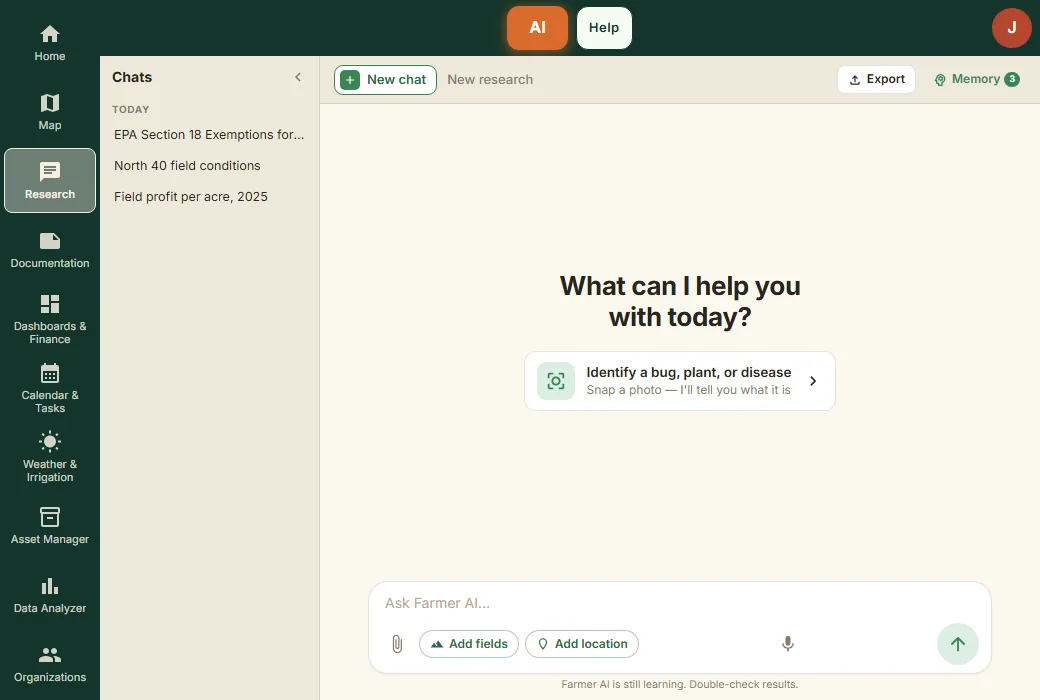 AI
Help
J
Home
Map
Research
Documentation
Dashboards &
Finance
Calendar &
Tasks
Weather &
Irrigation
Asset Manager
Data Analyzer
Organizations
Chats
TODAY
EPA Section 18 Exemptions for...
North 40 field conditions
Field profit per acre, 2025
New chat
New research
Export
Memory 3
What can I help you
with today?
Identify a bug, plant, or disease
Snap a photo — I'll tell you what it is
Ask Farmer AI...
Add fields
Add location
Farmer AI is still learning. Double-check results.